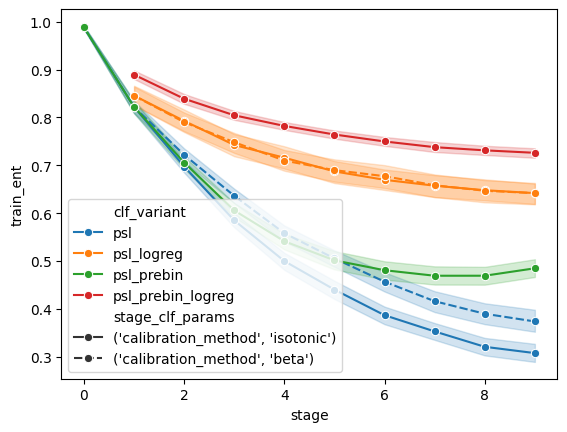 1.0
0.9
0.8
0.7
0.6
0.5
0.4
0.3
train_ent
clf_variant
psl
psl_logreg
psl_prebin
psl_prebin_logreg
stage_clf_params
('calibration_method', 'isotonic')
('calibration_method', 'beta')
0 2 4 6 8
stage